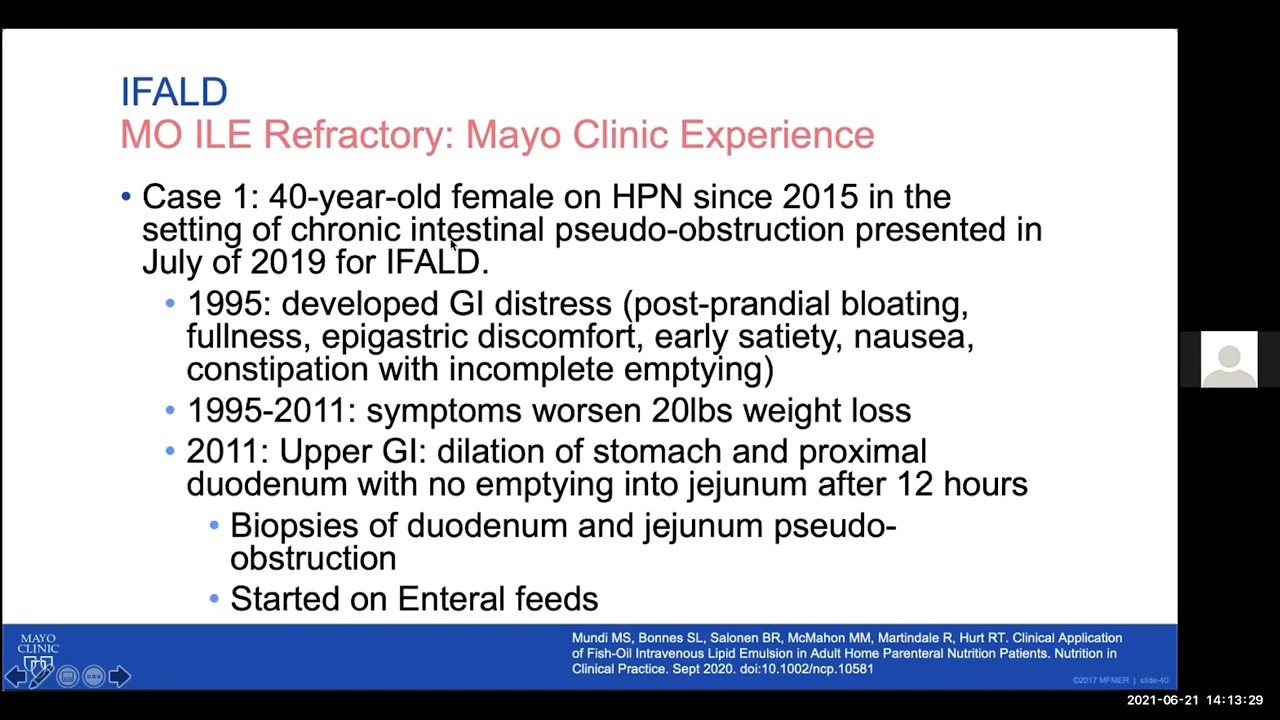 IFALD
MO ILE Refractory: Mayo Clinic Experience
• Case 1: 40-year-old female on HPN since 2015 in the
setting of chronic intestinal pseudo-obstruction presented in
July of 2019 for IFALD.
• 1995: developed GI distress (post-prandial bloating,
fullness, epigastric discomfort, early satiety, nausea,
constipation with incomplete emptying)
• 1995-2011: symptoms worsen 20lbs weight loss
• 2011: Upper GI: dilation of stomach and proximal
duodenum with no emptying into jejunum after 12 hours
• Biopsies of duodenum and jejunum pseudo-
obstruction
• Started on Enteral feeds
MAYO
CLINIC
Mundi MS, Bonnes SL, Salonen BR, McMahon MM, Martindale R, Hurt RT. Clinical Application
of Fish-Oil Intravenous Lipid Emulsion in Adult Home Parenteral Nutrition Patients. Nutrition in
Clinical Practice. Sept 2020. doi:10.1002/ncp.10581
©2017 MFMER | slide-40
2021-06-21 14:13:29